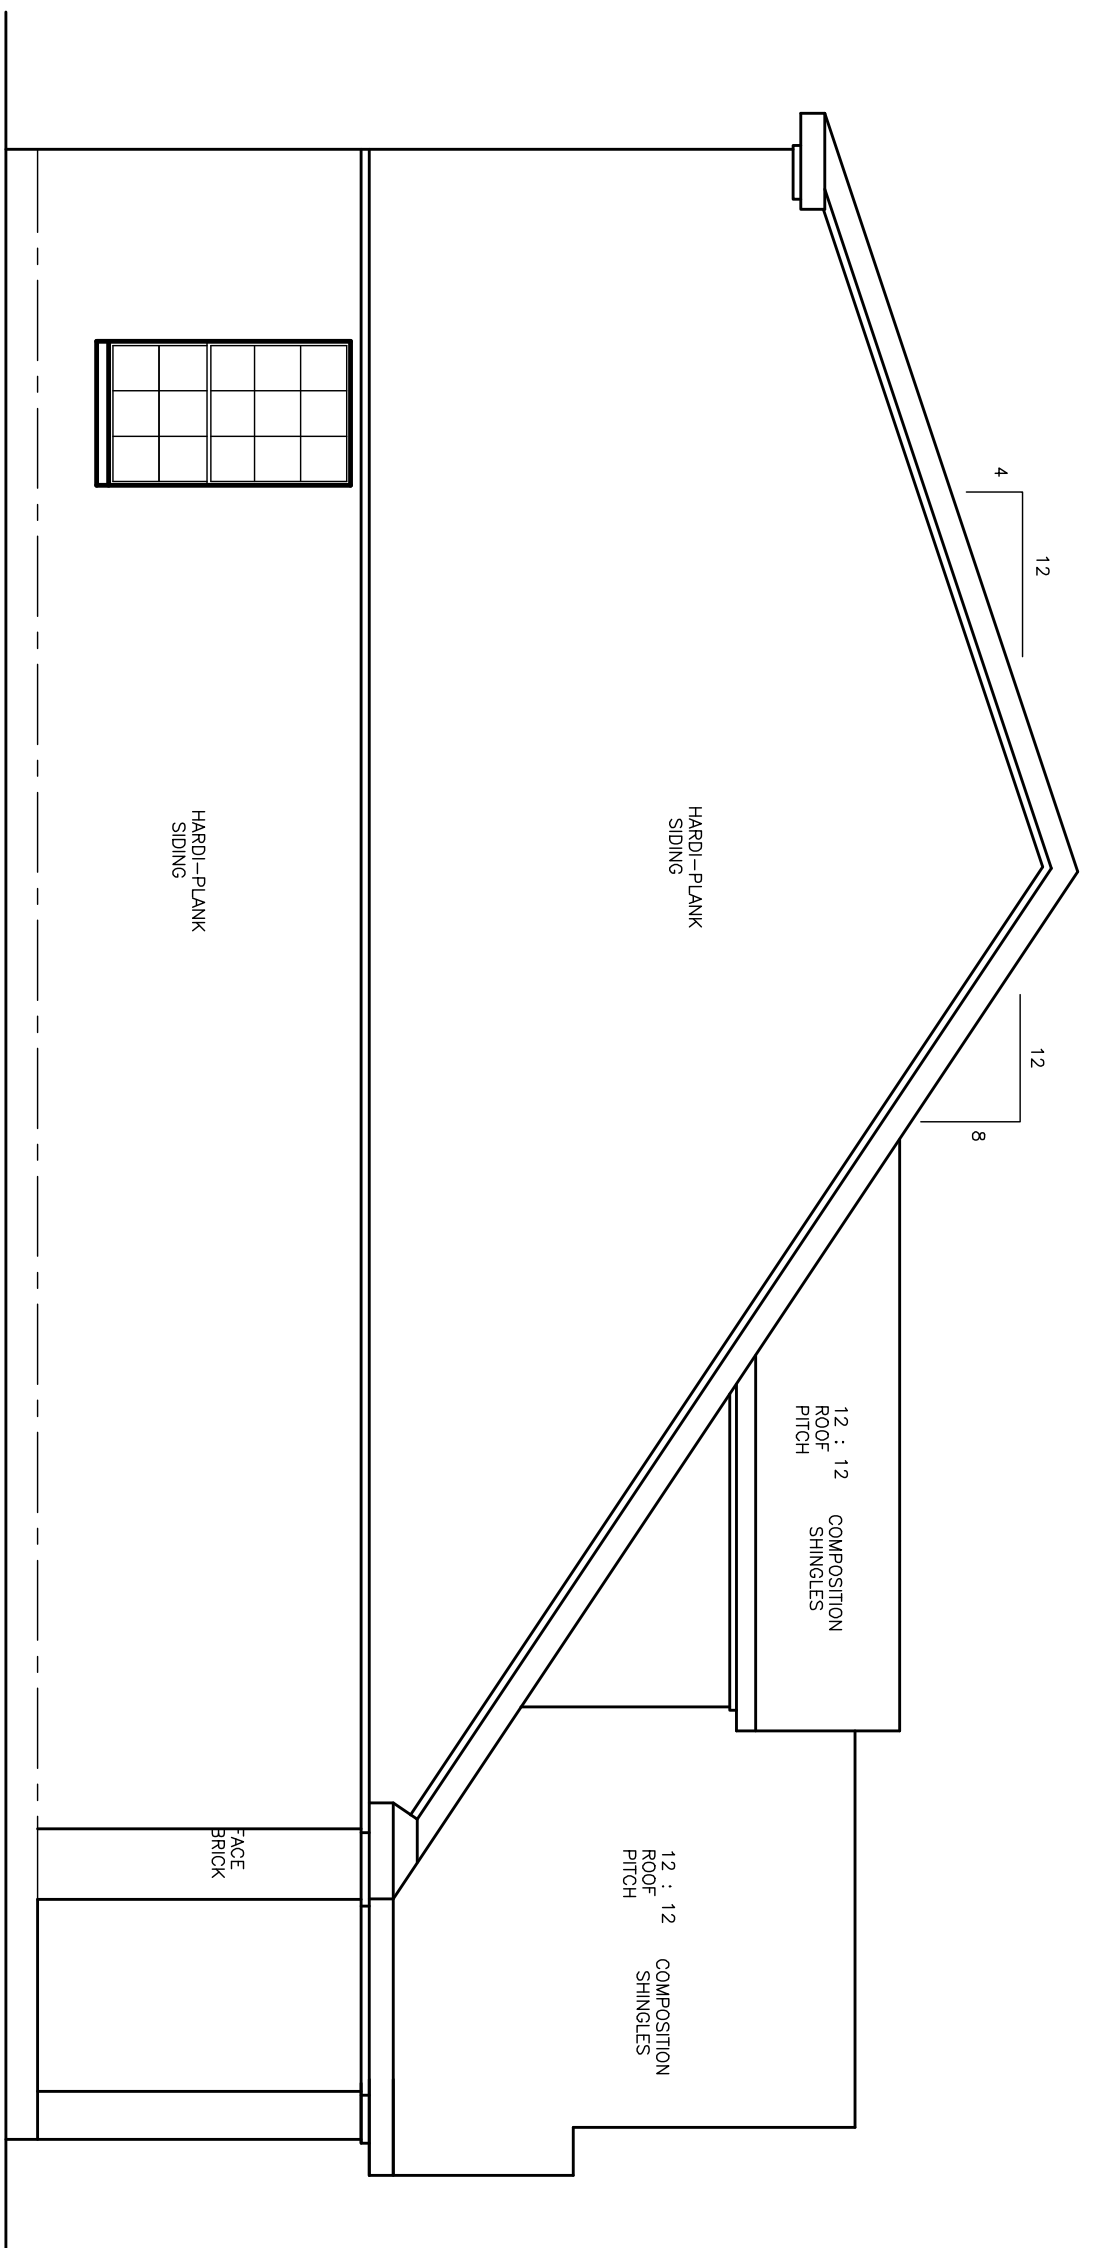 4
12
12
8
12 : 12
ROOF
PITCH
COMPOSITION
SHINGLES
HARDI-PLANK
SIDING
12 : 12
ROOF
PITCH
COMPOSITION
SHINGLES
HARDI-PLANK
SIDING
FACE
BRICK